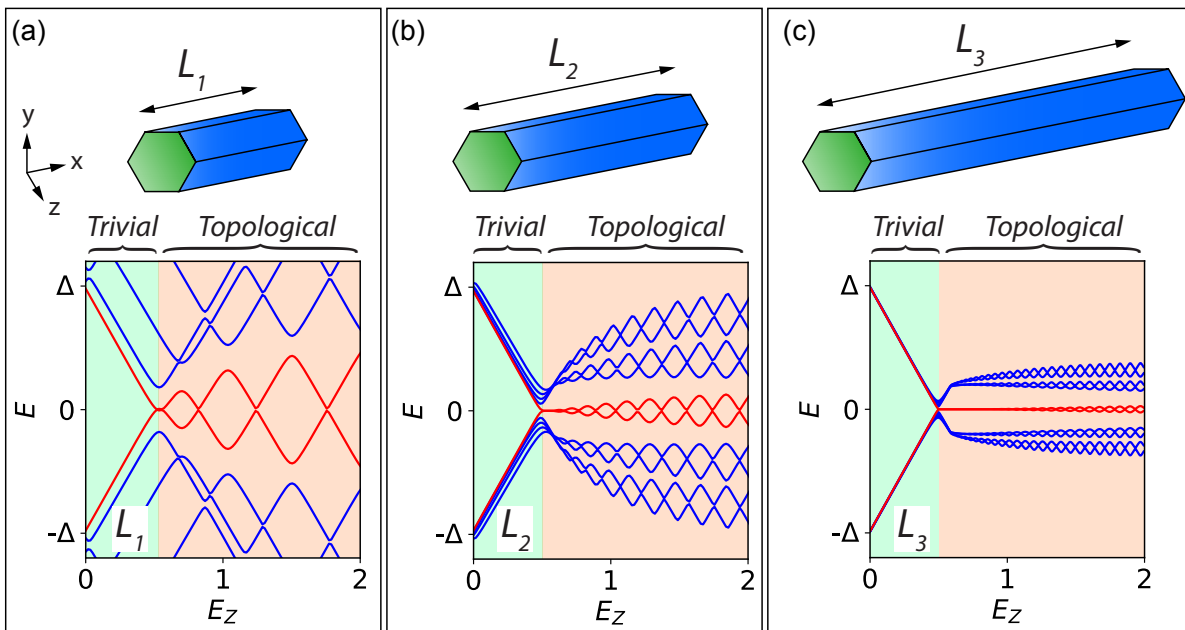 (a)
L1
y
x
z
Trivial
Topological
Δ
E
0
-Δ
L1
0
1
2
EZ
(b)
L2
Trivial
Topological
Δ
E
0
-Δ
L2
0
1
2
EZ
(c)
L3
Trivial
Topological
Δ
E
0
-Δ
L3
0
1
2
EZ